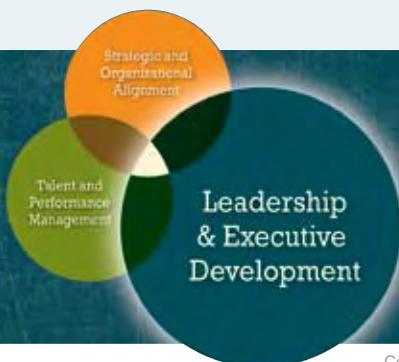 Strategic and
Organizational
Alignment
Talent and
Performance
Management
Leadership
& Executive
Development